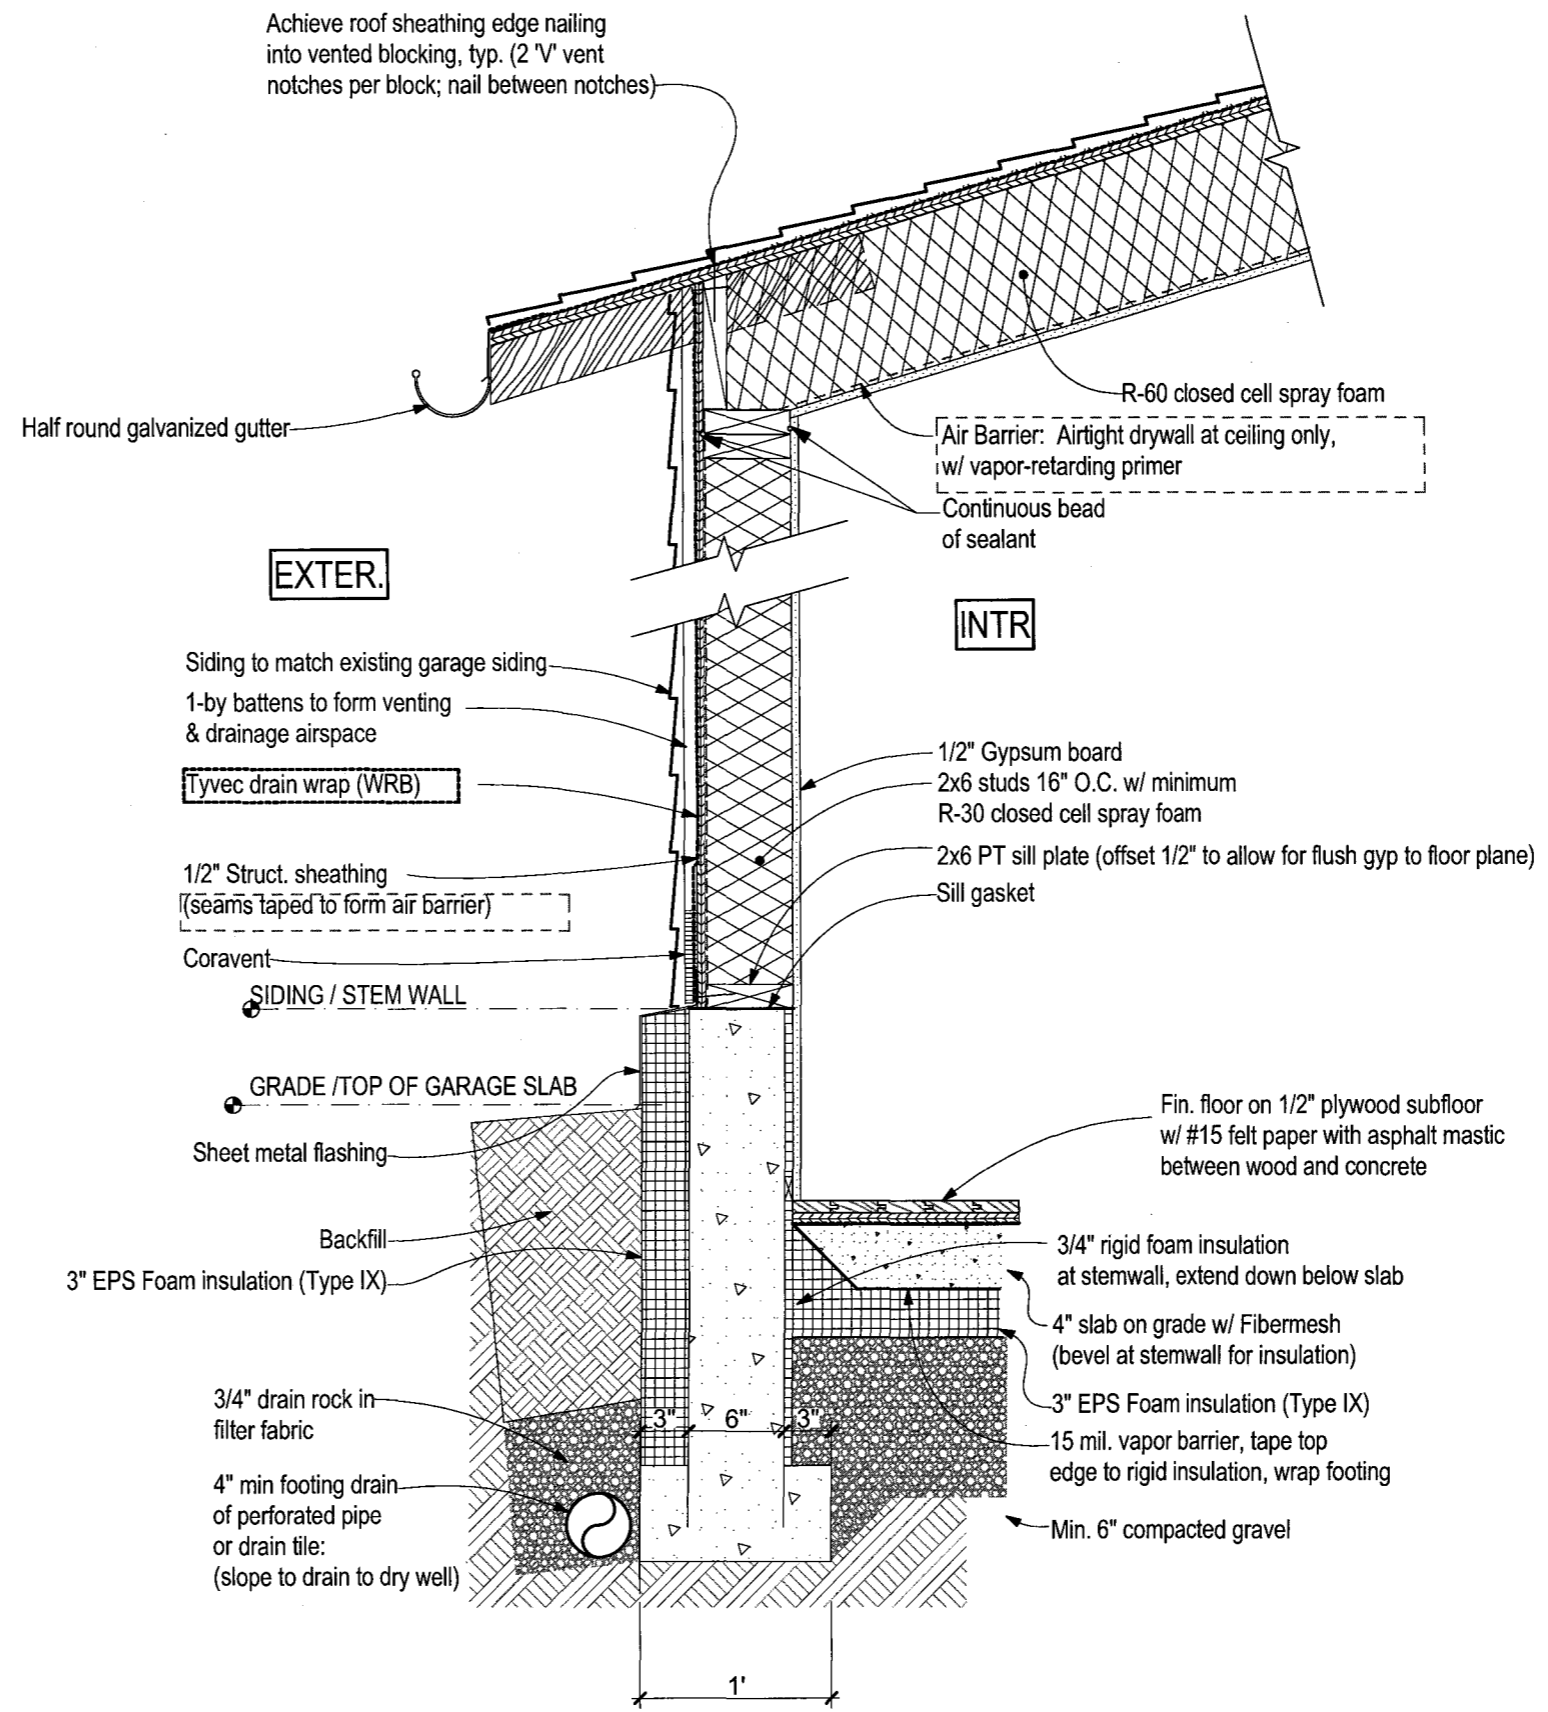 Achieve roof sheathing edge nailing
into vented blocking, typ. (2 'V' vent
notches per block; nail between notches)
R-60 closed cell spray foam
Half round galvanized gutter
Air Barrier: Airtight drywall at ceiling only,
w/ vapor-retarding primer
Continuous bead
of sealant
EXTER.
INTR
Siding to match existing garage siding
1-by battens to form venting
& drainage airspace
Tyvec drain wrap (WRB)
1/2" Struct. sheathing
(seams taped to form air barrier)
Coravent
SIDING / STEM WALL
GRADE /TOP OF GARAGE SLAB
Sheet metal flashing
Backfill
3" EPS Foam insulation (Type IX)
3/4" drain rock in
filter fabric
4" min footing drain
of perforated pipe
or drain tile:
(slope to drain to dry well)
1/2" Gypsum board
2x6 studs 16" O.C. w/ minimum
R-30 closed cell spray foam
2x6 PT sill plate (offset 1/2" to allow for flush gyp to floor plane)
Sill gasket
Fin. floor on 1/2" plywood subfloor
w/ #15 felt paper with asphalt mastic
between wood and concrete
3/4" rigid foam insulation
at stemwall, extend down below slab
4" slab on grade w/ Fibermesh
(bevel at stemwall for insulation)
3" EPS Foam insulation (Type IX)
15 mil. vapor barrier, tape top
edge to rigid insulation, wrap footing
Min. 6" compacted gravel
3" 6" 3"
1'